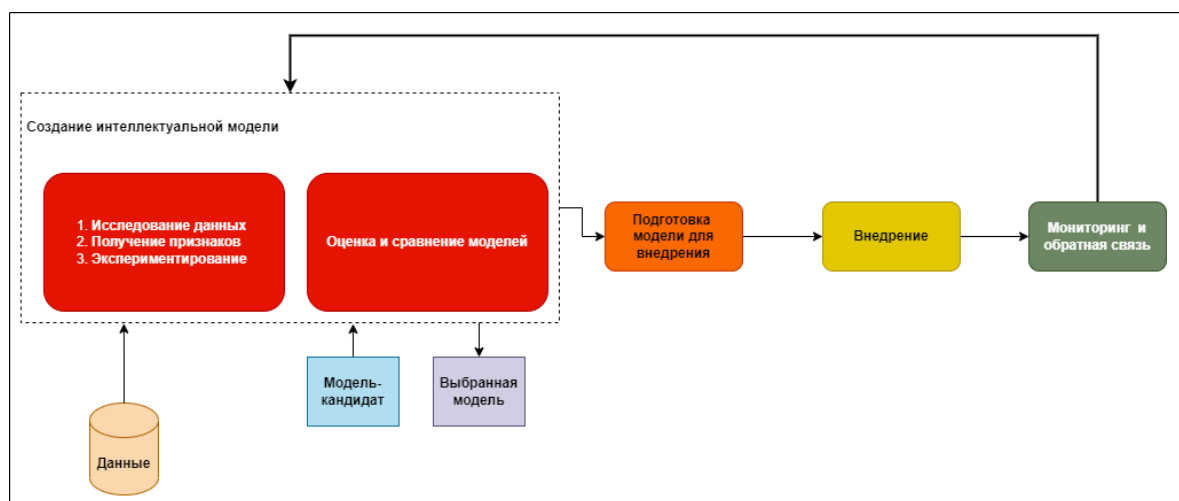 Создание интеллектуальной модели
1. Исследование данных
2. Получение признаков
3. Экспериментирование
Оценка и сравнение моделей
Подготовка
модели для
внедрения
Внедрение
Мониторинг и
обратная связь
Модель-
кандидат
Выбранная
модель
Данные